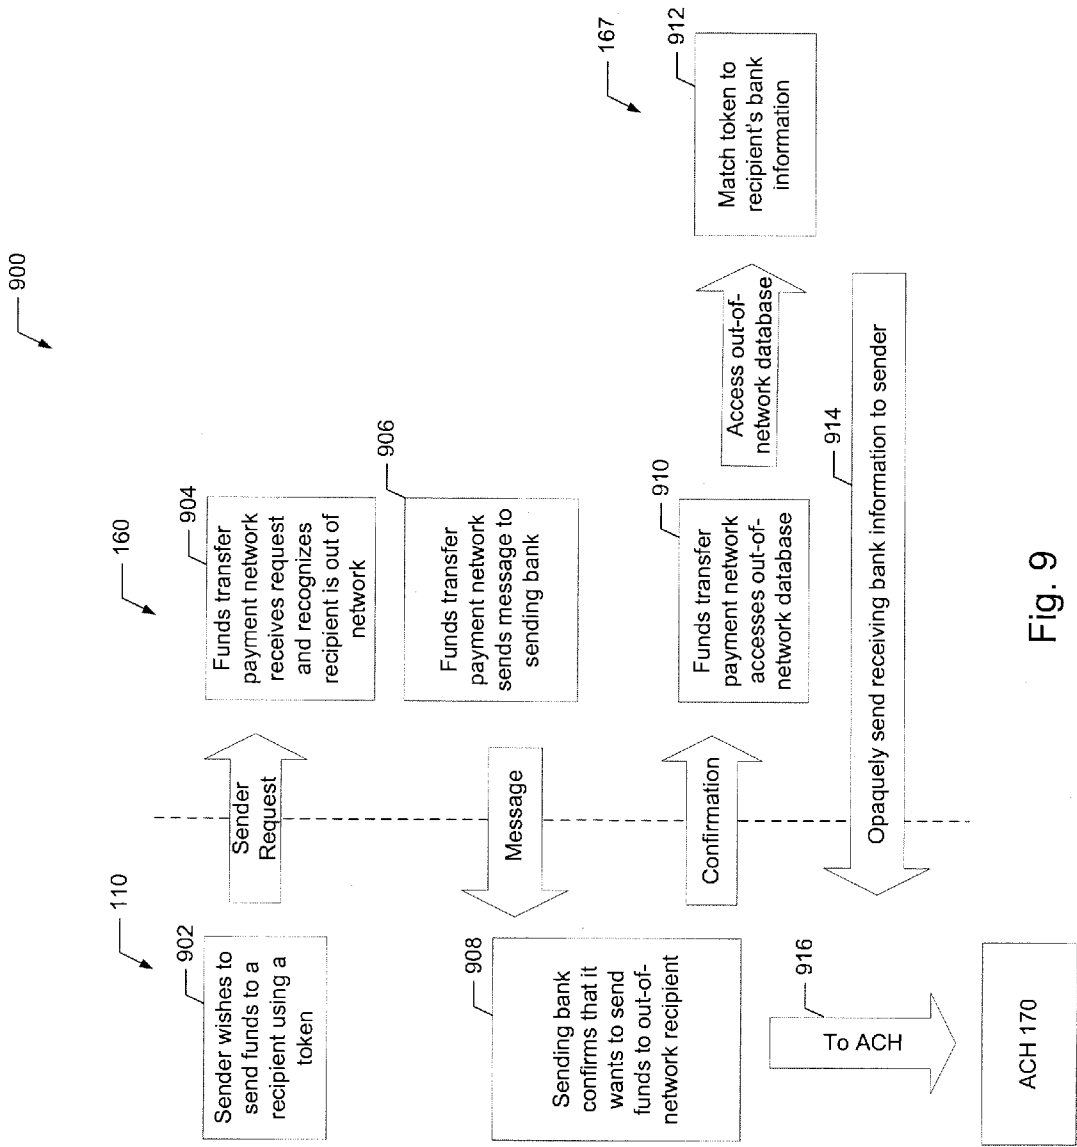 900
110
160
167
902
Sender wishes to
send funds to a
recipient using a
token
Sender
Request
904
Funds transfer
payment network
receives request
and recognizes
recipient is out of
network
906
Funds transfer
payment network
sends message to
sending bank
Message
908
Sending bank
confirms that it
wants to send
funds to out-of-
network recipient
Confirmation
910
Funds transfer
payment network
accesses out-of-
network database
Access out-of-
network database
912
Match token to
recipient's bank
information
914
Opaquely send receiving bank information to sender
916
To ACH
ACH 170
Fig. 9